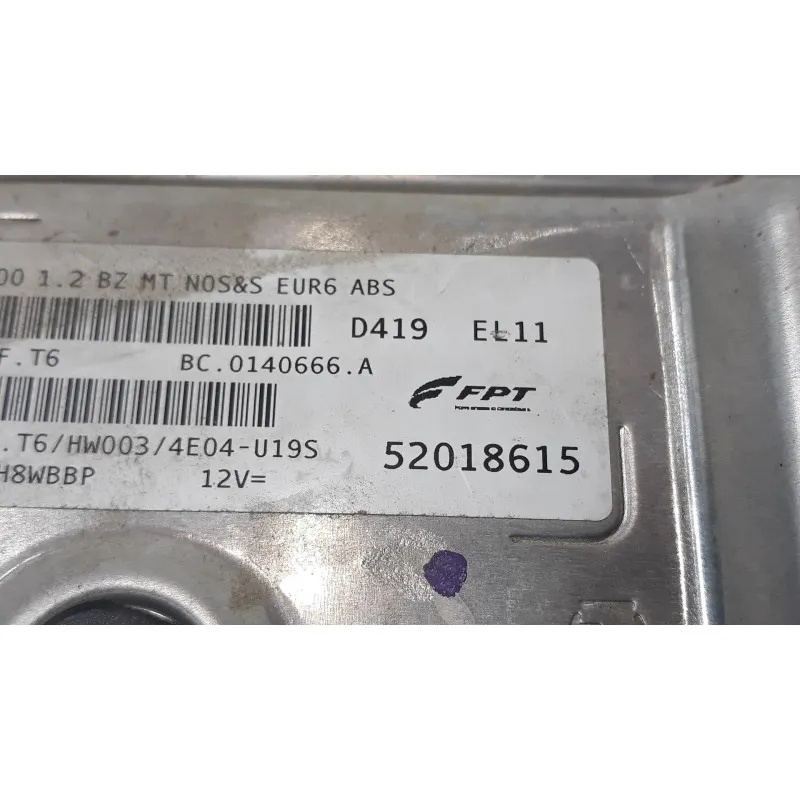 00 1.2 BZ MT NOS&S EUR6 ABS
D419 EL11
F.T6 BC.0140666.A
FPT
.T6/HW003/4E04-U19S
52018615
H8WBBP 12V=